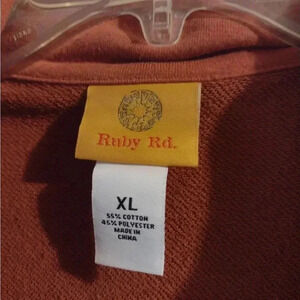 Ruby Rd.
XL
55% COTTON
45% POLYESTER
MADE IN
CHINA